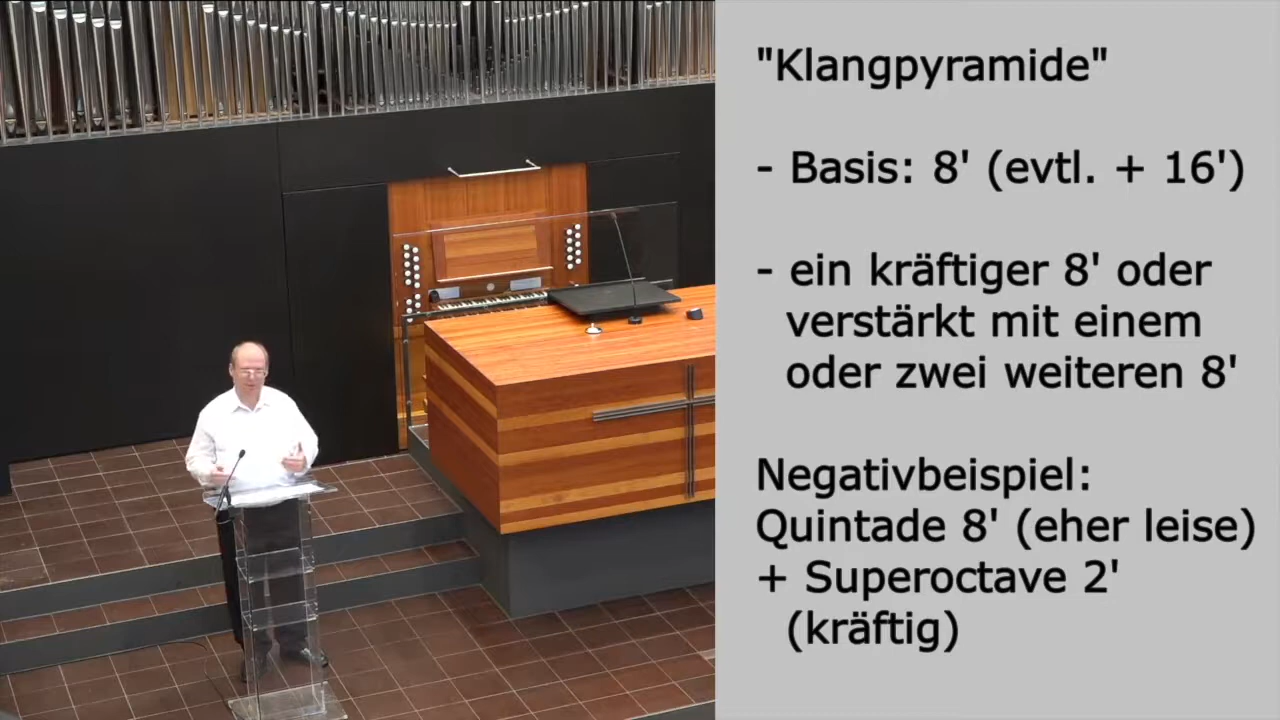 "Klangpyramide"
- Basis: 8' (evtl. + 16')
- ein kräftiger 8' oder
verstärkt mit einem
oder zwei weiteren 8'
Negativbeispiel:
Quintade 8' (eher leise)
+ Superoctave 2'
(kräftig)